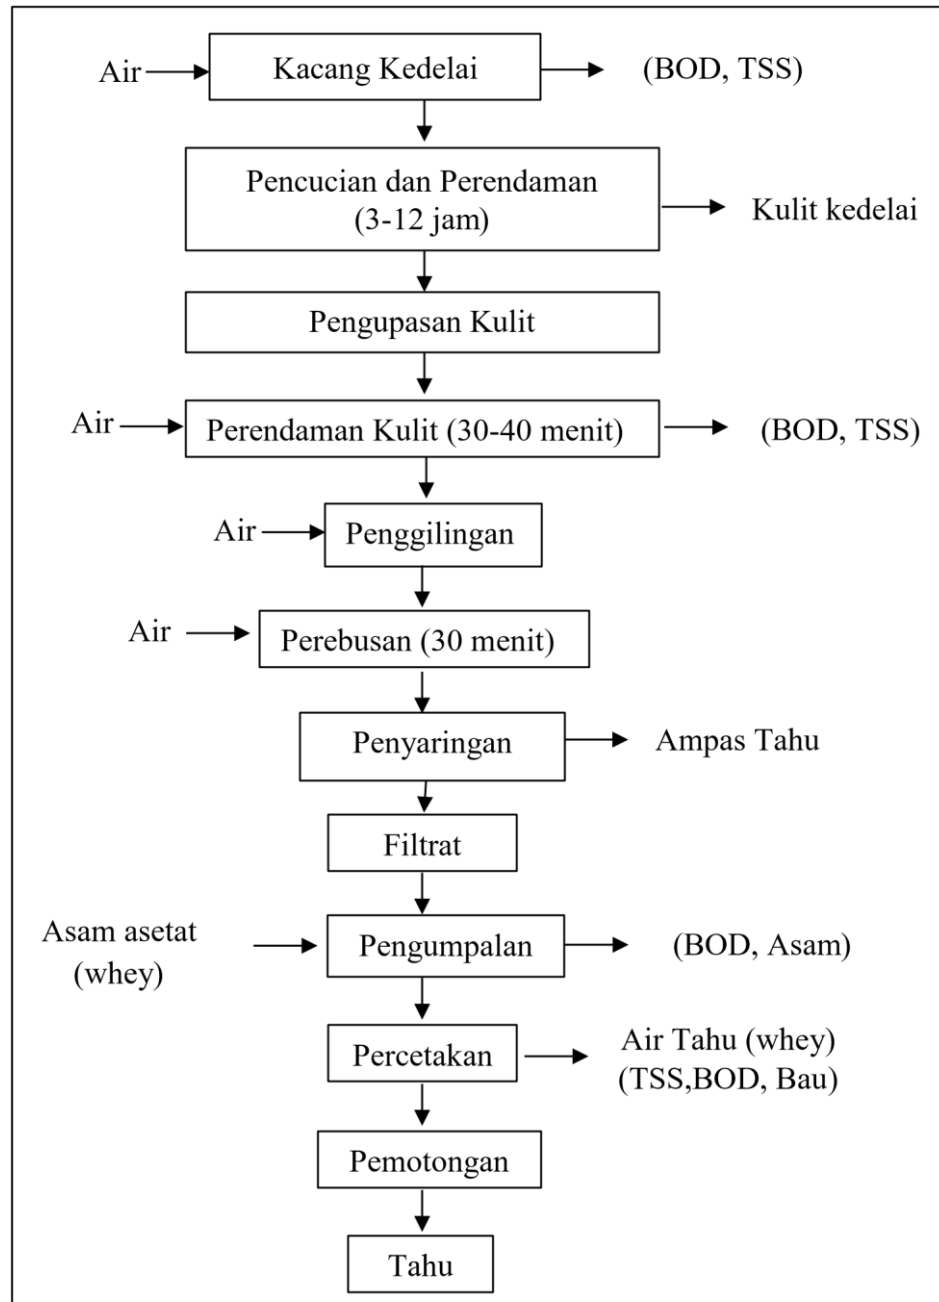 Air
Kacang Kedelai
(BOD, TSS)
Pencucian dan Perendaman
(3-12 jam)
Kulit kedelai
Pengupasan Kulit
Air
Perendaman Kulit (30-40 menit)
(BOD, TSS)
Air
Penggilingan
Air
Perebusan (30 menit)
Penyaringan
Ampas Tahu
Filtrat
Asam asetat
(whey)
Pengumpalan
(BOD, Asam)
Percetakan
Air Tahu (whey)
(TSS,BOD, Bau)
Pemotongan
Tahu